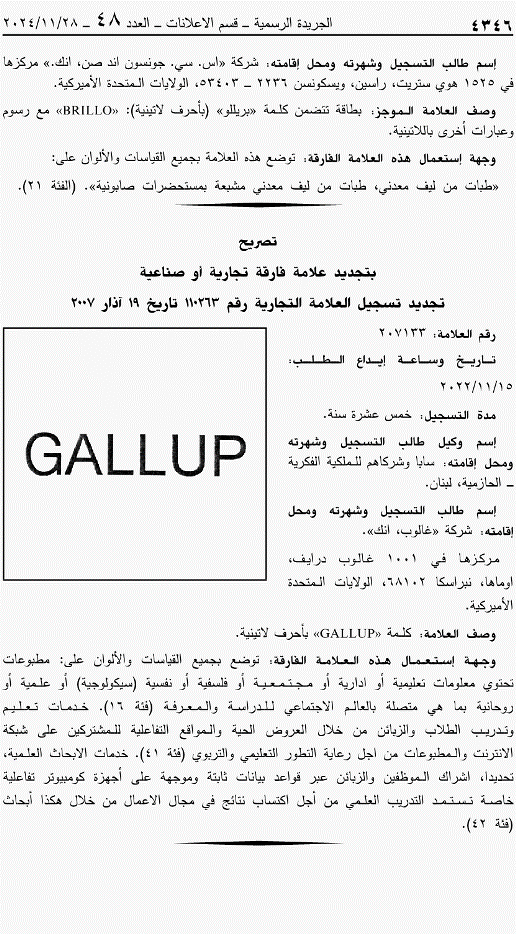 ٤٣٤٦ الجريدة الرسمية – قسم الاعلانات – العدد ٤٨ – ٢٠٢٤/١١/٢٨
إسم طالب التسجيل وشهرته ومحل إقامته: شركة «اس. سي. جونسون اند صن، انك.» مركزها
في ١٥٢٥ هوي ستريت، راسين، ويسكونسن ٢٢٣٦ – ٥٣٤٠٣، الولايات المتحدة الأميركية.
وصف العلامة الموجز: بطاقة تتضمن كلمة «بريللو» (بأحرف لاتينية): «BRILLO» مع رسوم
وعبارات أخرى باللاتينية.
وجهة إستعمال هذه العلامة الفارقة: توضع هذه العلامة بجميع القياسات والألوان على:
«طبات من ليف معدني، طبات من ليف معدني مشبعة بمستحضرات صابونية». (الفئة ٢١).
تصريح
بتجديد علامة فارقة تجارية أو صناعية
تجديد تسجيل العلامة التجارية رقم ١١٠٢٦٣ تاريخ ١٩ آذار ٢٠٠٧
رقم العلامة: ٢٠٧١٣٣
تاريخ وساعة إيداع الطلب:
٢٠٢٢/١١/١٥
مدة التسجيل: خمس عشرة سنة.
إسم وكيل طالب التسجيل وشهرته
ومحل إقامته: سابا وشركاهم للملكية الفكرية
– الحازمية، لبنان.
إسم طالب التسجيل وشهرته ومحل
إقامته: شركة «غالوب، انك».
مركزها في ١٠٠١ غالوب درايف،
اوماها، نبراسكا ٦٨١٠٢، الولايات المتحدة
الأميركية.
GALLUP
وصف العلامة: كلمة «GALLUP» بأحرف لاتينية.
وجهة إستعمال هذه العلامة الفارقة: توضع بجميع القياسات والألوان على: مطبوعات
تحتوي معلومات تعليمية أو ادارية أو مجتمعية أو فلسفية أو نفسية (سيكولوجية) أو علمية أو
روحانية بما هي متصلة بالعالم الاجتماعي للدراسة والمعرفة (فئة ١٦). خدمات تعليم
وتدريب الطلاب والزبائن من خلال العروض الحية والمواقع التفاعلية للمشتركين على شبكة
الانترنت والمطبوعات من اجل رعاية التطور التعليمي والتربوي (فئة ٤١). خدمات الابحاث العلمية،
تحديدا، اشراك الموظفين والزبائن عبر قواعد بيانات ثابتة وموجهة على أجهزة كومبيوتر تفاعلية
خاصة تستمد التدريب العلمي من أجل اكتساب نتائج في مجال الاعمال من خلال هكذا أبحاث
(فئة ٤٢).